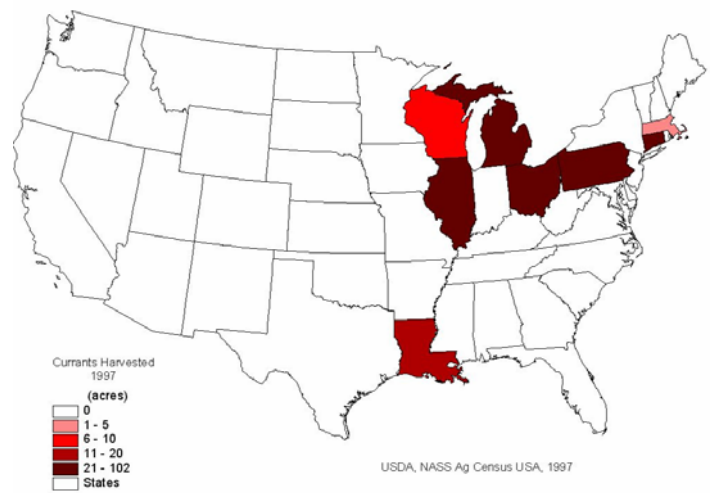 Currants Harvested
1997
(acres)
0
1 - 5
6 - 10
11 - 20
21 - 102
States
USDA, NASS Ag Census USA, 1997